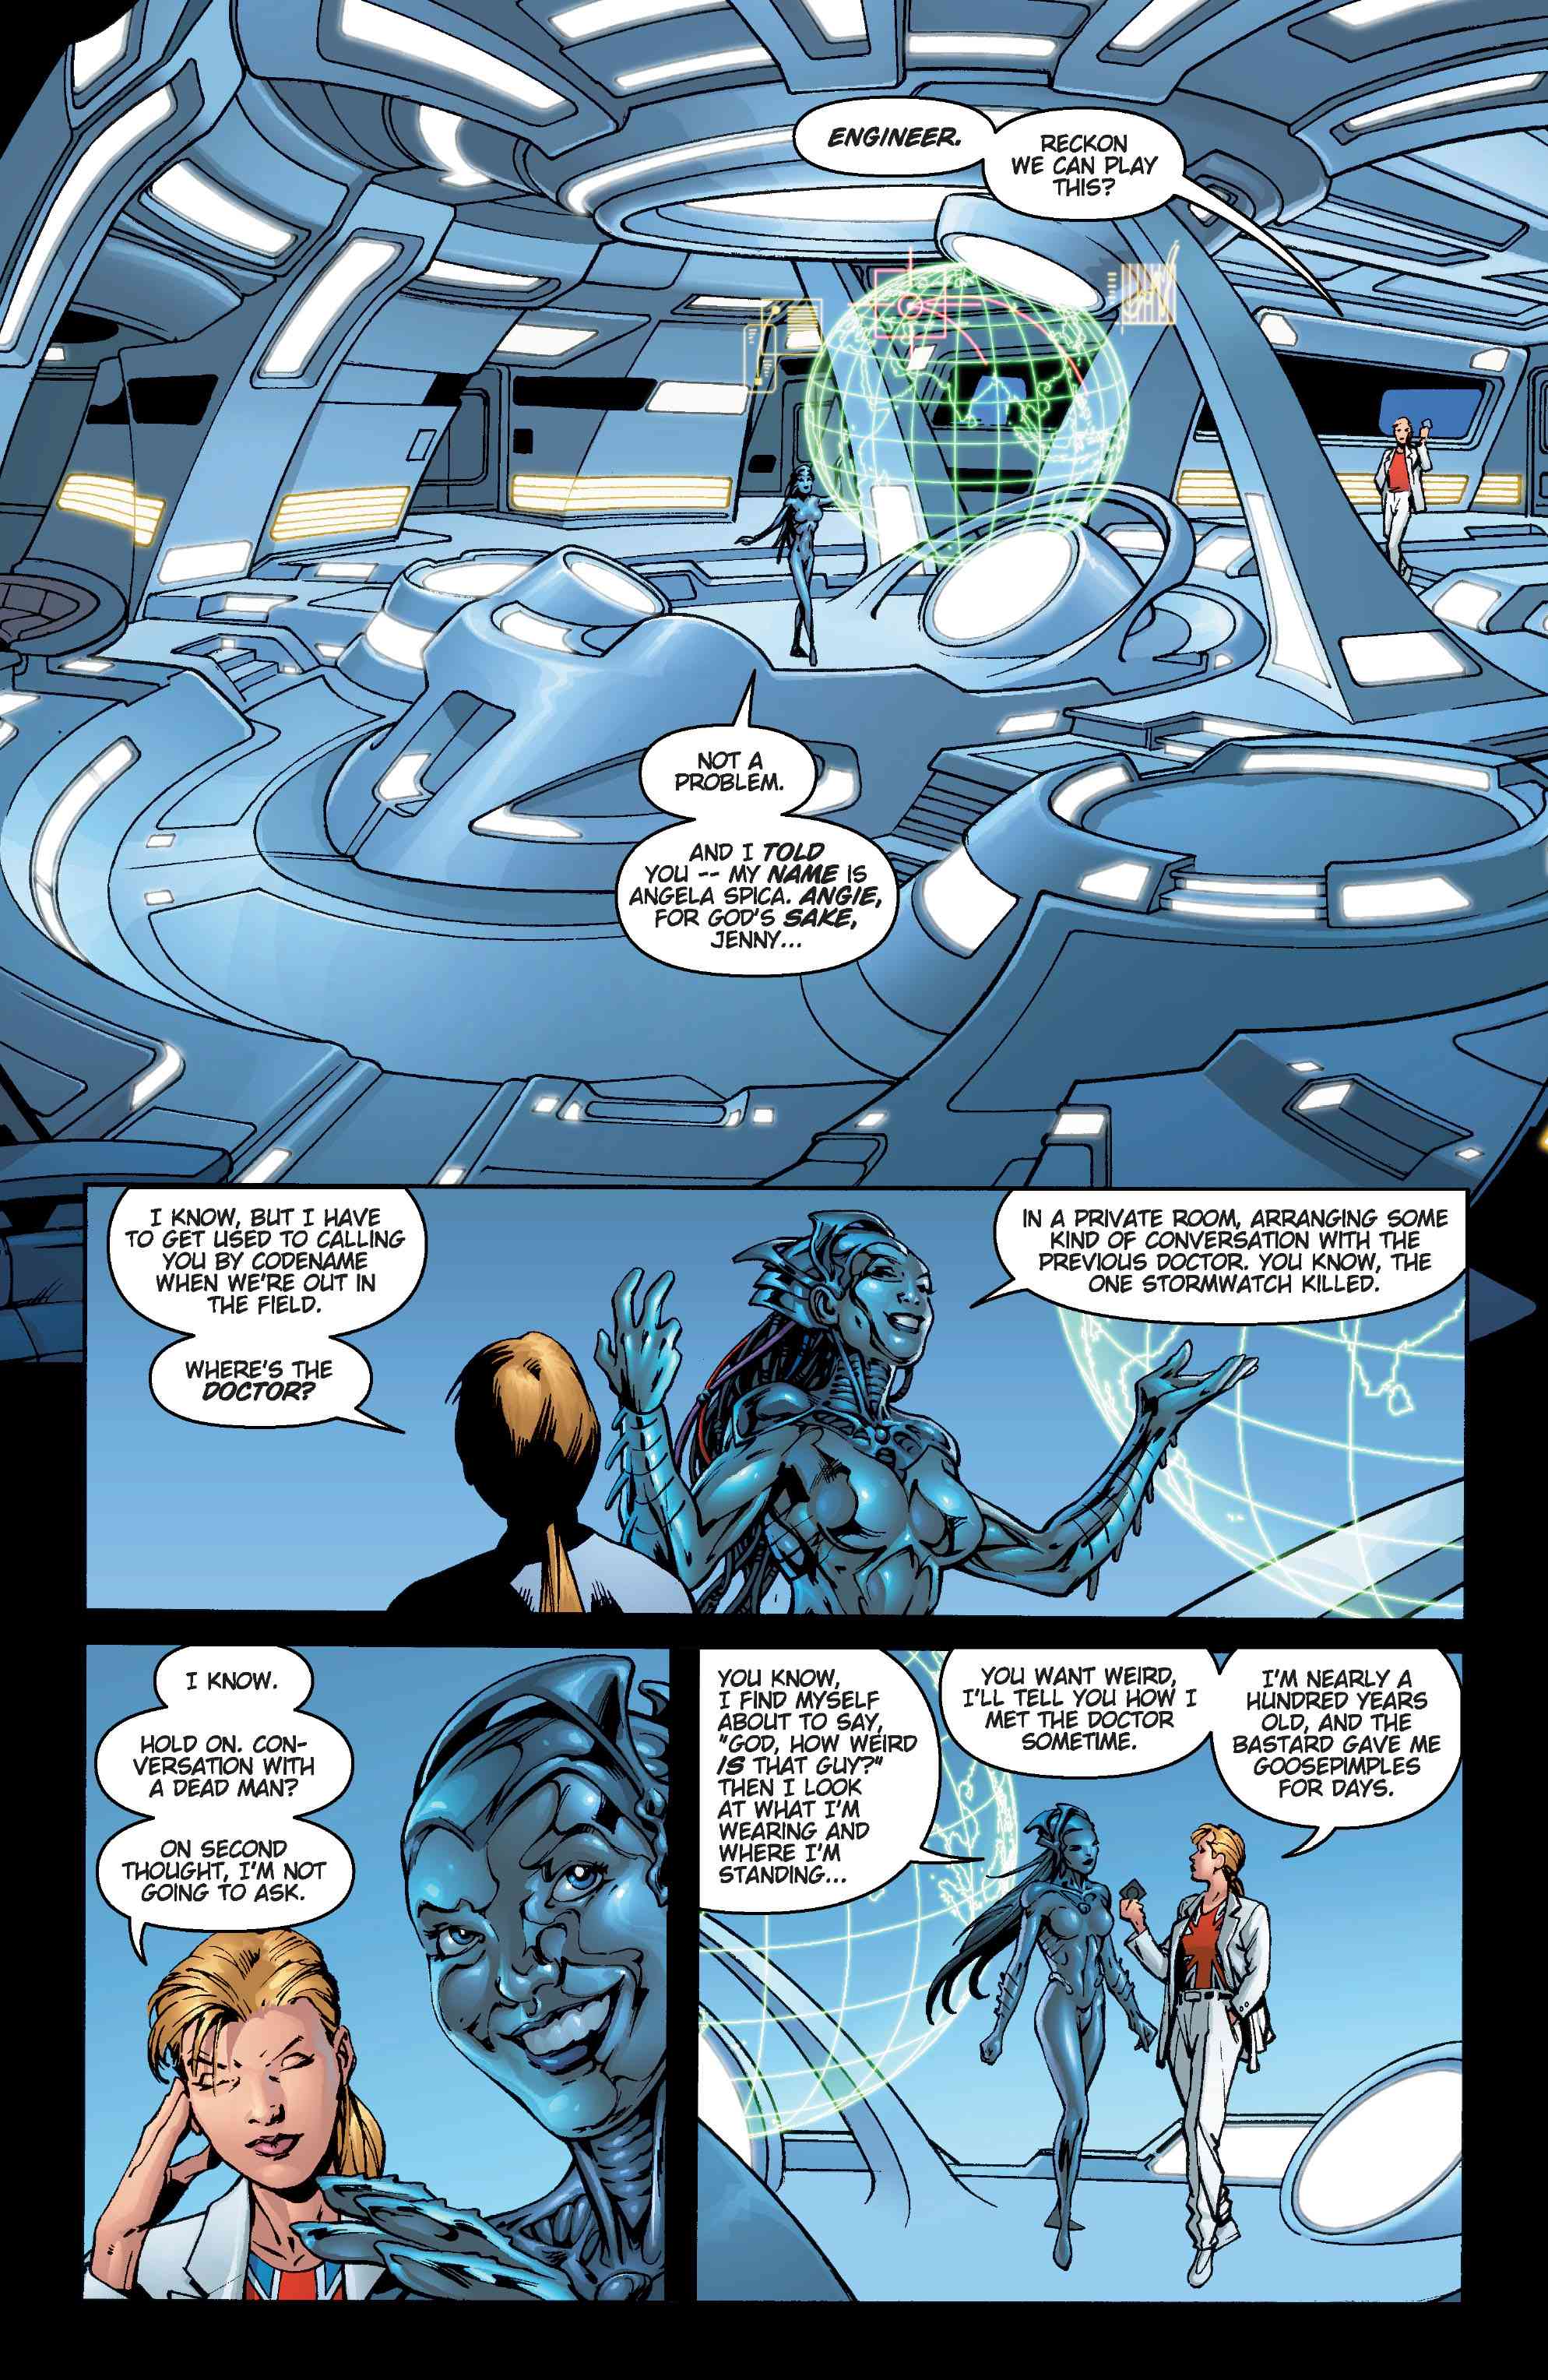 ENGINEER.
RECKON
WE CAN PLAY
THIS?
NOT A
PROBLEM.
AND I TOLD
YOU -- MY NAME IS
ANGELA SPICA. ANGIE,
FOR GOD'S SAKE,
JENNY...
I KNOW, BUT I HAVE
TO GET USED TO CALLING
YOU BY CODENAME
WHEN WE'RE OUT IN
THE FIELD.
WHERE'S THE
DOCTOR?
IN A PRIVATE ROOM, ARRANGING SOME
KIND OF CONVERSATION WITH THE
PREVIOUS DOCTOR. YOU KNOW, THE
ONE STORMWATCH KILLED.
I KNOW.
HOLD ON. CON-
VERSATION WITH
A DEAD MAN?
ON SECOND
THOUGHT, I'M NOT
GOING TO ASK.
YOU KNOW,
I FIND MYSELF
ABOUT TO SAY,
"GOD, HOW WEIRD
IS THAT GUY?"
THEN I LOOK
AT WHAT I'M
WEARING AND
WHERE I'M
STANDING...
YOU WANT WEIRD,
I'LL TELL YOU HOW I
MET THE DOCTOR
SOMETIME.
I'M NEARLY A
HUNDRED YEARS
OLD, AND THE
BASTARD GAVE ME
GOOSEPIMPLES
FOR DAYS.